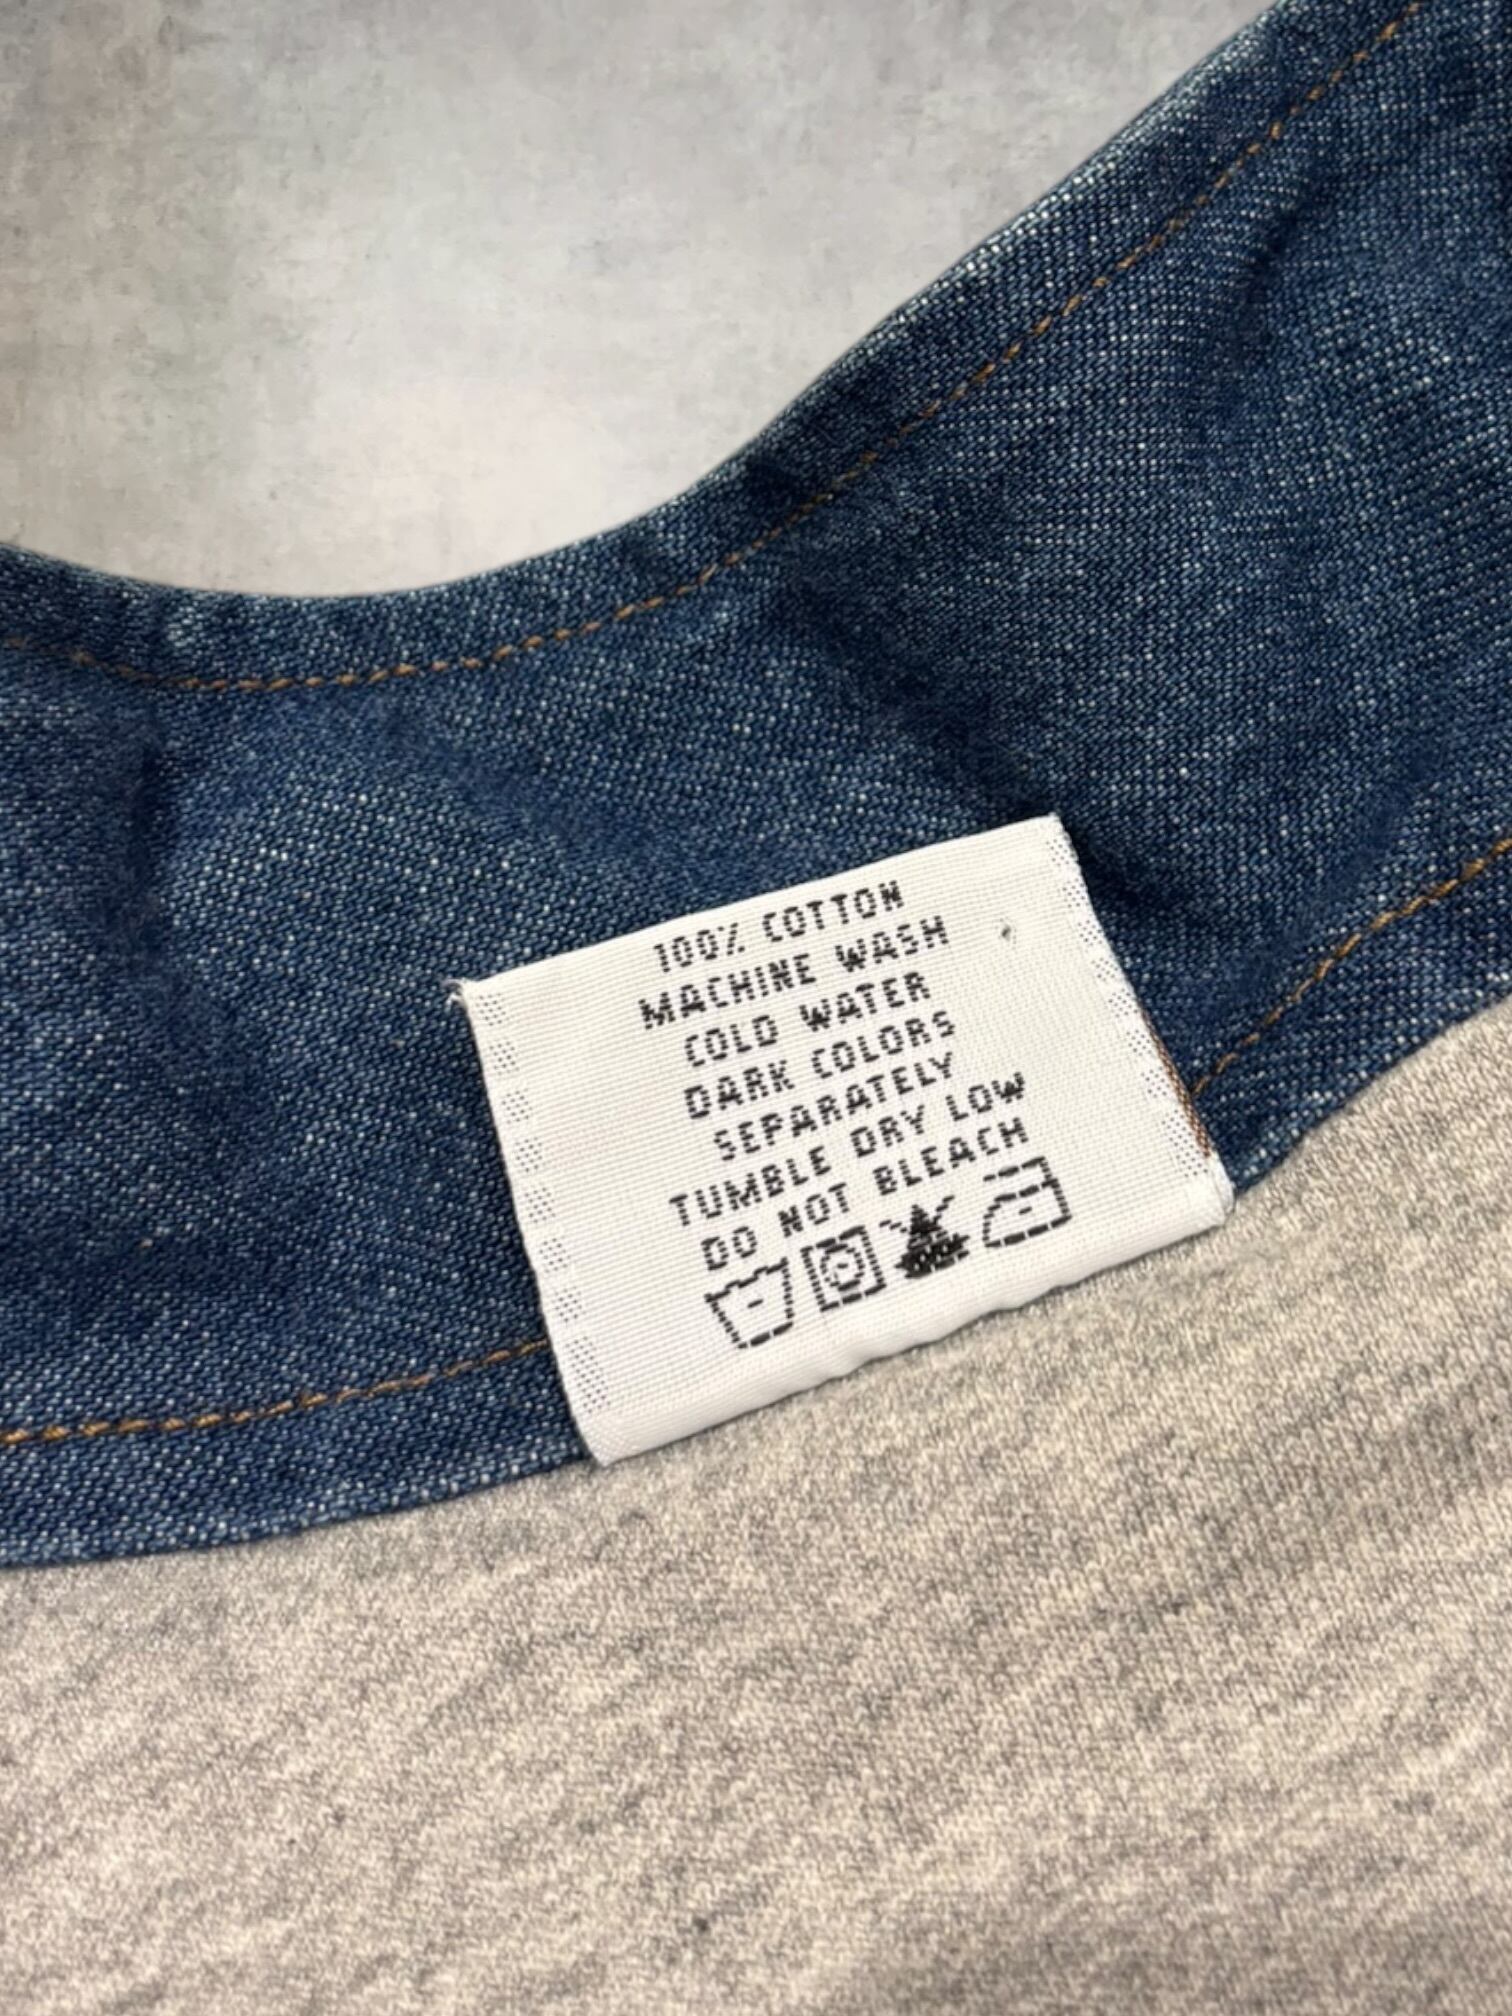 100% COTTON
MACHINE WASH
COLD WATER
DARK COLORS
SEPARATELY
TUMBLE DRY LOW
DO NOT BLEACH